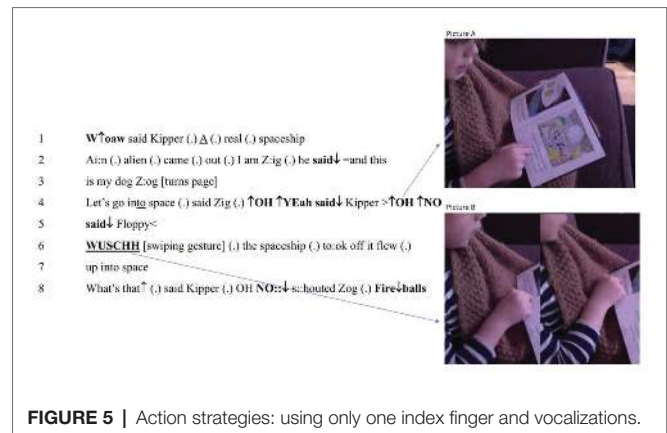 Picture A
1 W↑oaw said Kipper (.) A (.) real (.) spaceship
2 Ai:n (.) alien (.) came (.) out (.) I am Z:ig (.) he said↓ =and this
3 is my dog Z:og [turns page]
4 Let's go into space (.) said Zig (.) ↑OH ↑YEah said↓ Kipper >↑OH ↑NO
5 said↓ Floppy<
Picture B
6 WUSCHH [swiping gesture] (.) the spaceship (.) to:ok off it flew (.)
7 up into space
8 What's that↑ (.) said Kipper (.) OH NO::↓ s::houted Zog (.) Fire↓balls
FIGURE 5 | Action strategies: using only one index finger and vocalizations.